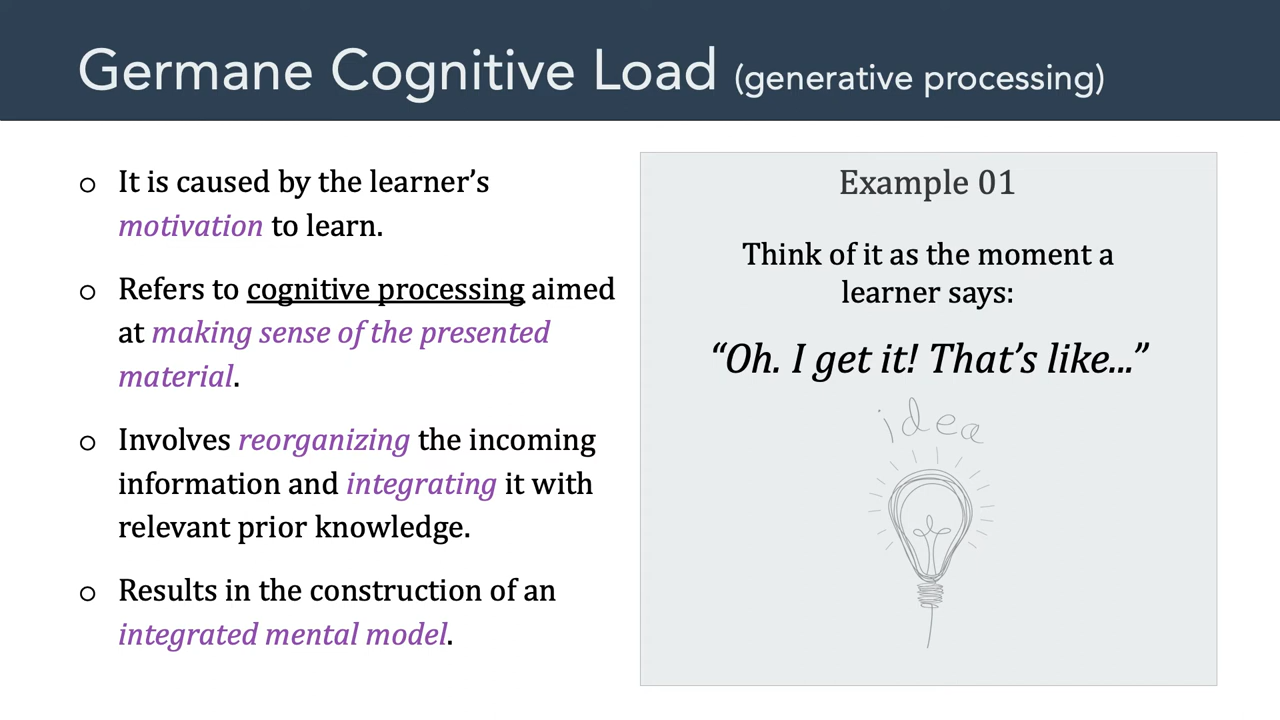 Germane Cognitive Load (generative processing)
It is caused by the learner’s
motivation to learn.
Refers to cognitive processing aimed
at making sense of the presented
material.
Involves reorganizing the incoming
information and integrating it with
relevant prior knowledge.
Results in the construction of an
integrated mental model.
Example 01
Think of it as the moment a
learner says:
“Oh. I get it! That’s like...”
idea